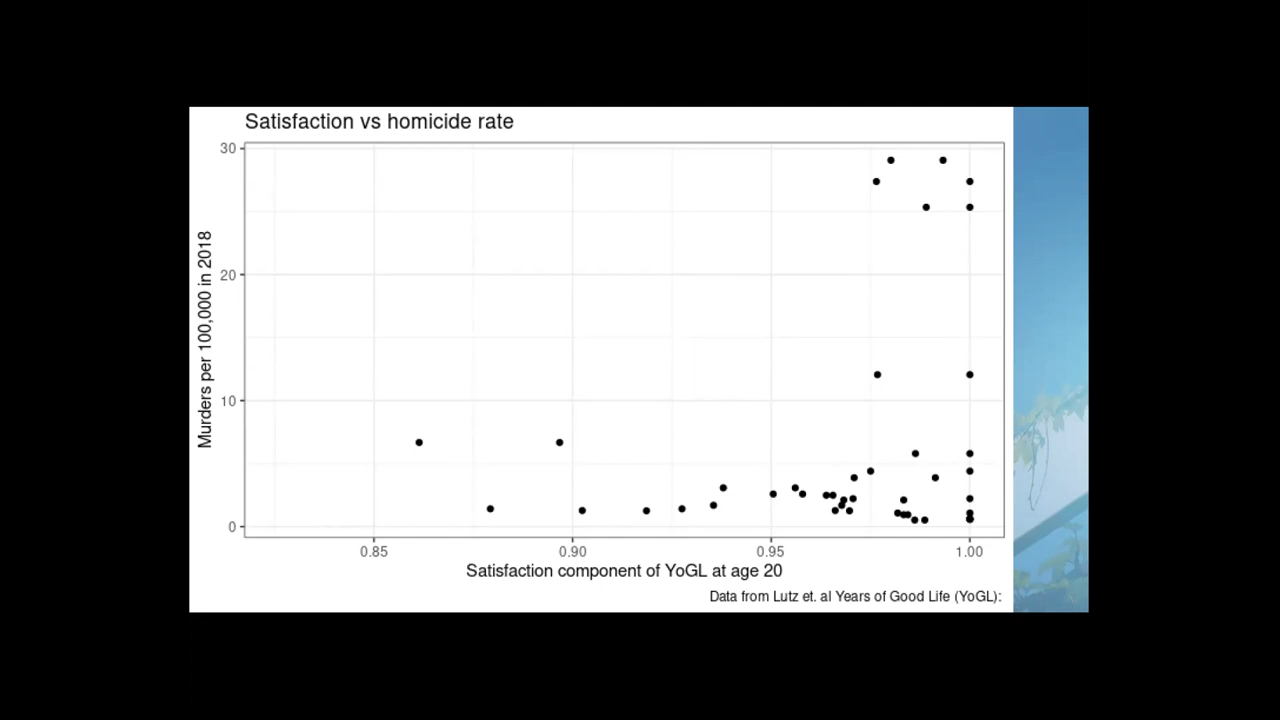 Satisfaction vs homicide rate
30
20
10
0
Murders per 100,000 in 2018
0.85 0.90 0.95 1.00
Satisfaction component of YoGL at age 20
Data from Lutz et. al Years of Good Life (YoGL):